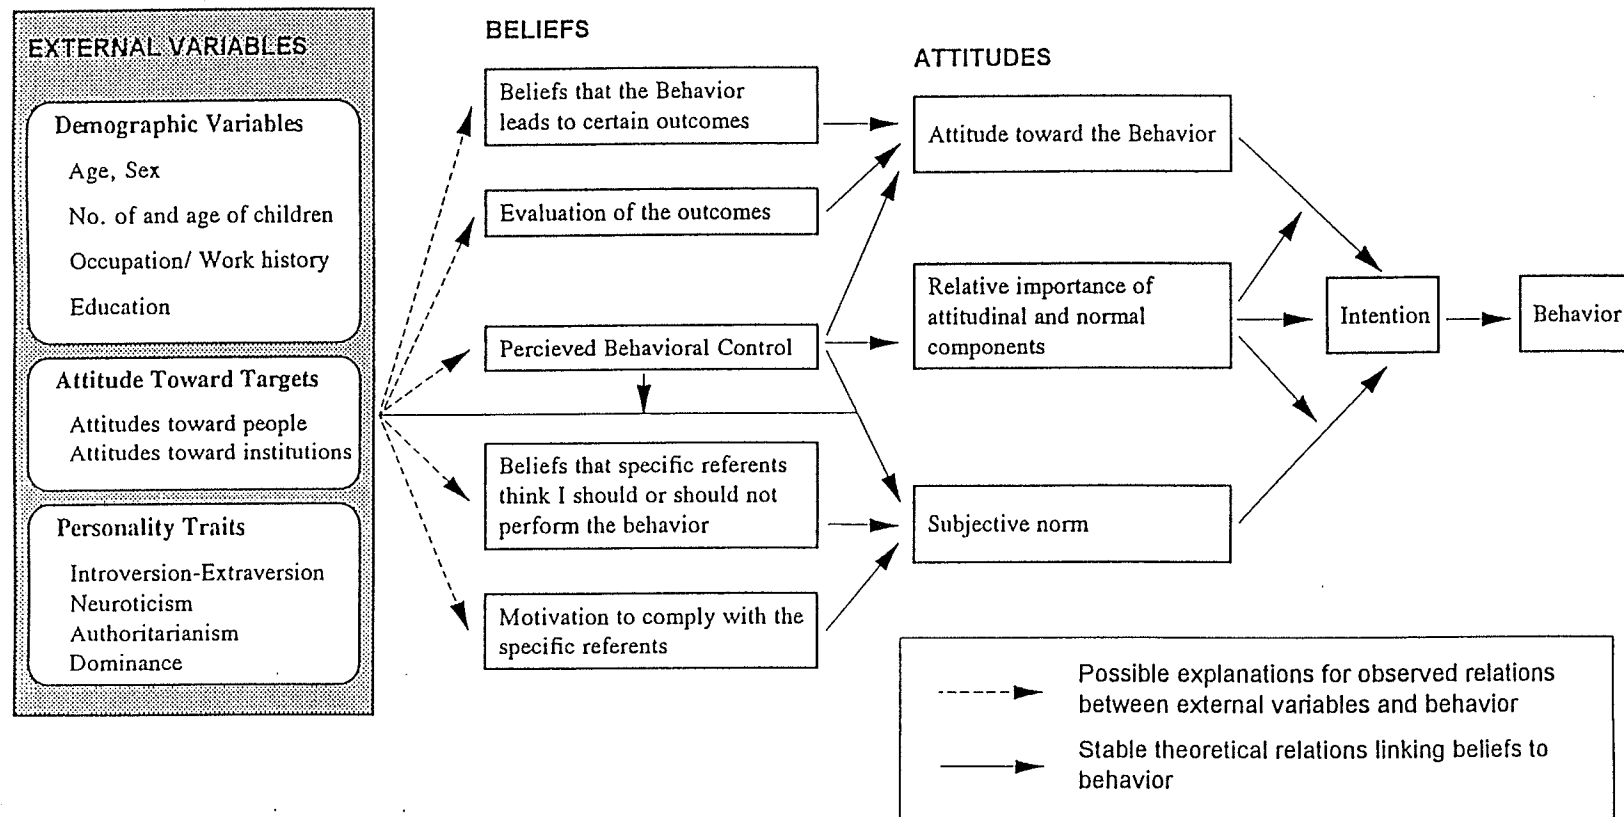 EXTERNAL VARIABLES
Demographic Variables
Age, Sex
No. of and age of children
Occupation/ Work history
Education
Attitude Toward Targets
Attitudes toward people
Attitudes toward institutions
Personality Traits
Introversion-Extraversion
Neuroticism
Authoritarianism
Dominance
BELIEFS
Beliefs that the Behavior
leads to certain outcomes
Evaluation of the outcomes
Percieved Behavioral Control
Beliefs that specific referents
think I should or should not
perform the behavior
Motivation to comply with the
specific referents
ATTITUDES
Attitude toward the Behavior
Relative importance of
attitudinal and normal
components
Subjective norm
Intention
Behavior
Possible explanations for observed relations
between external variables and behavior
Stable theoretical relations linking beliefs to
behavior